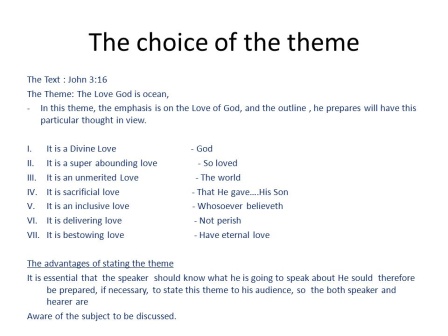 The choice of the theme
The Text : John 3:16
The Theme: The Love God is ocean,
- In this theme, the emphasis is on the Love of God, and the outline , he prepares will have this
particular thought in view.
I. It is a Divine Love - God
II. It is a super abounding love - So loved
III. It is an unmerited Love - The world
IV. It is sacrificial love - That He gave....His Son
V. It is an inclusive love - Whosoever believeth
VI. It is delivering love - Not perish
VII. It is bestowing love - Have eternal love
The advantages of stating the theme
It is essential that the speaker should know what he is going to speak about He sould therefore
be prepared, if necessary, to state this theme to his audience, so the both speaker and
hearer are
Aware of the subject to be discussed.